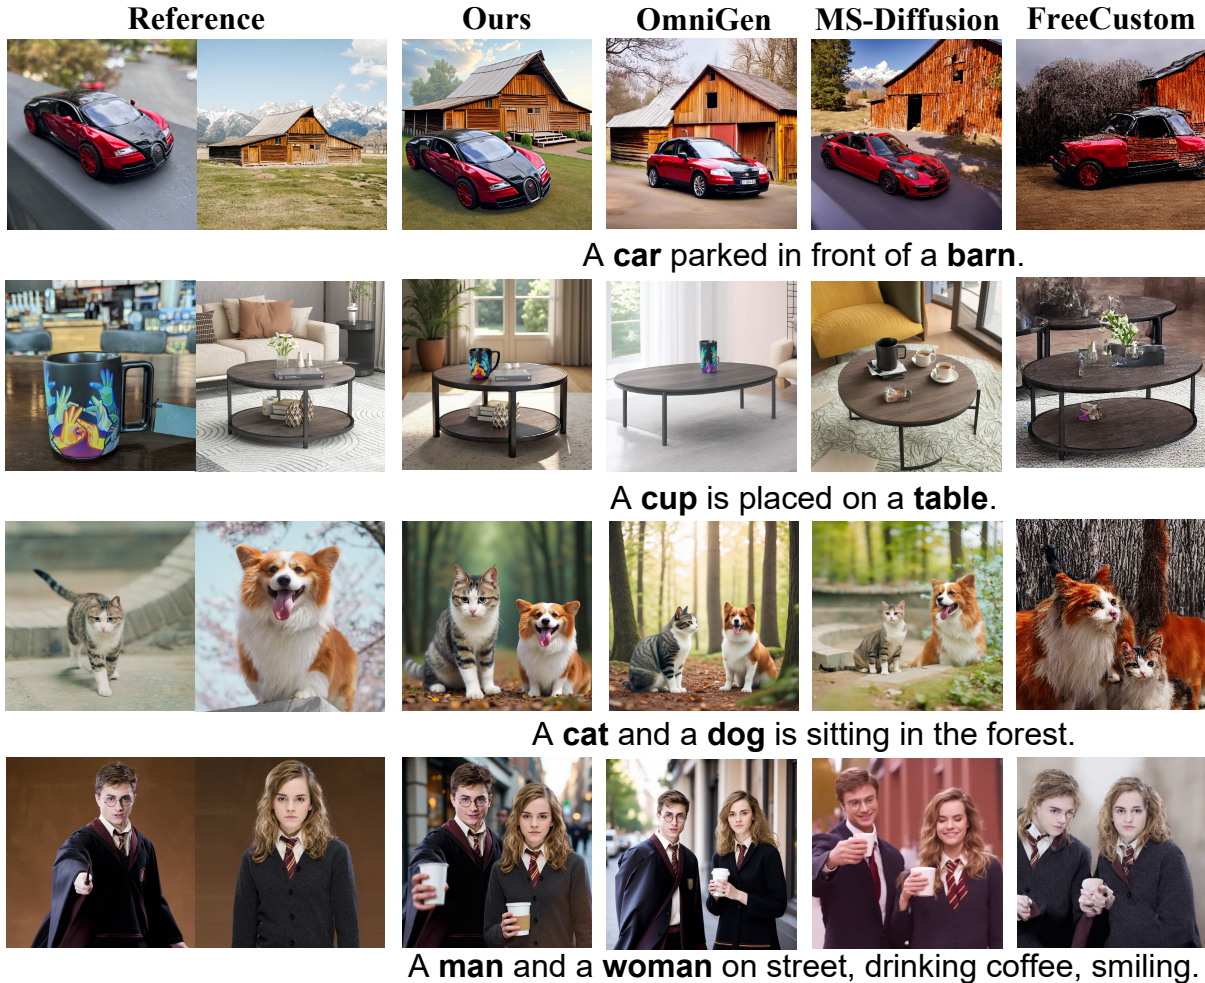 Reference Ours OmniGen MS-Diffusion FreeCustom
A car parked in front of a barn.
A cup is placed on a table.
A cat and a dog is sitting in the forest.
A man and a woman on street, drinking coffee, smiling.